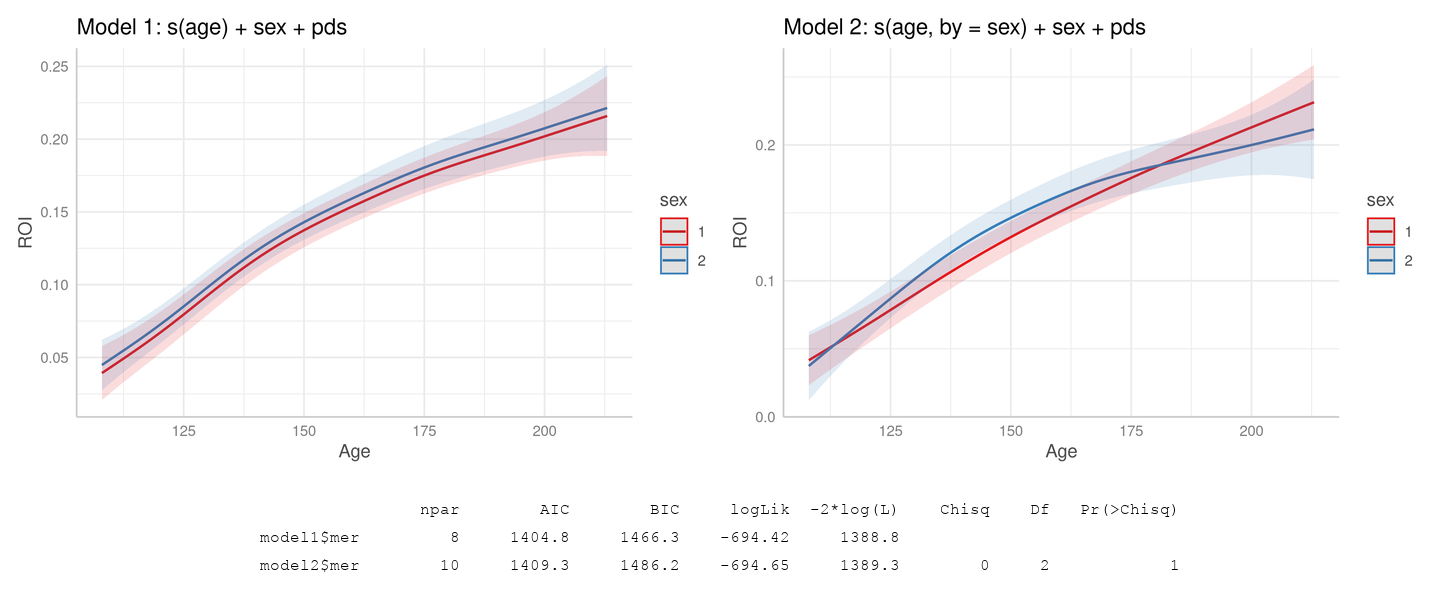 Model 1: s(age) + sex + pds
0.25
0.20
0.15
0.10
0.05
ROI
125 150 175 200
Age
sex
1
2
Model 2: s(age, by = sex) + sex + pds
0.2
0.1
0.0
ROI
125 150 175 200
Age
sex
1
2
npar AIC BIC logLik -2*log(L) Chisq Df Pr(>Chisq)
model1$mer 8 1404.8 1466.3 -694.42 1388.8
model2$mer 10 1409.3 1486.2 -694.65 1389.3 0 2 1